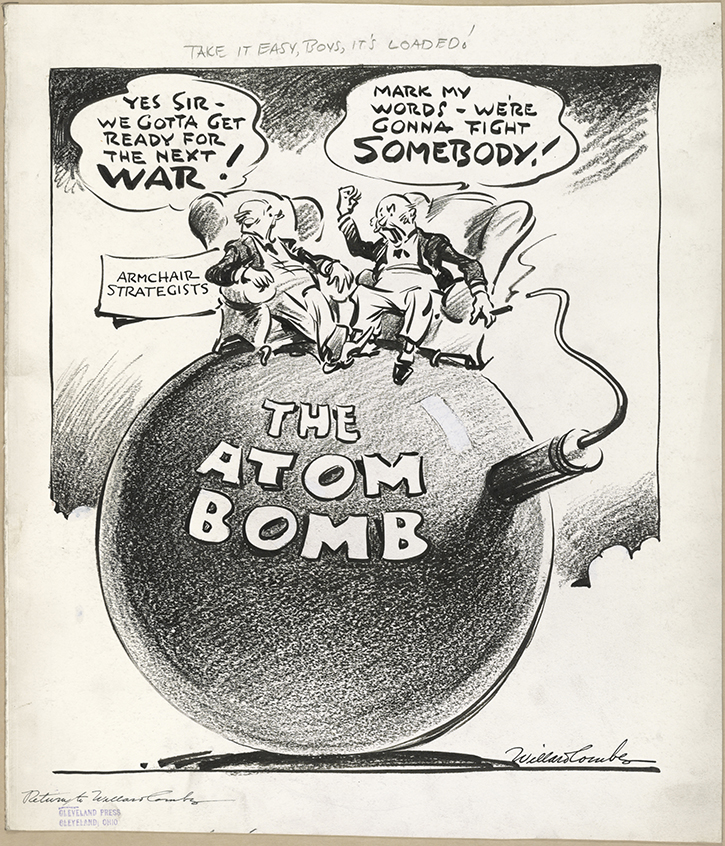 TAKE IT EASY, BOYS, IT'S LOADED!
YES SIR -
WE GOTTA GET
READY FOR
THE NEXT
WAR!
MARK MY
WORDS - WE'RE
GONNA FIGHT
SOMEBODY!
ARMCHAIR
STRATEGISTS
THE
ATOM
BOMB
Willard Combes
Return to Willard Combes
CLEVELAND PRESS
CLEVELAND, OHIO